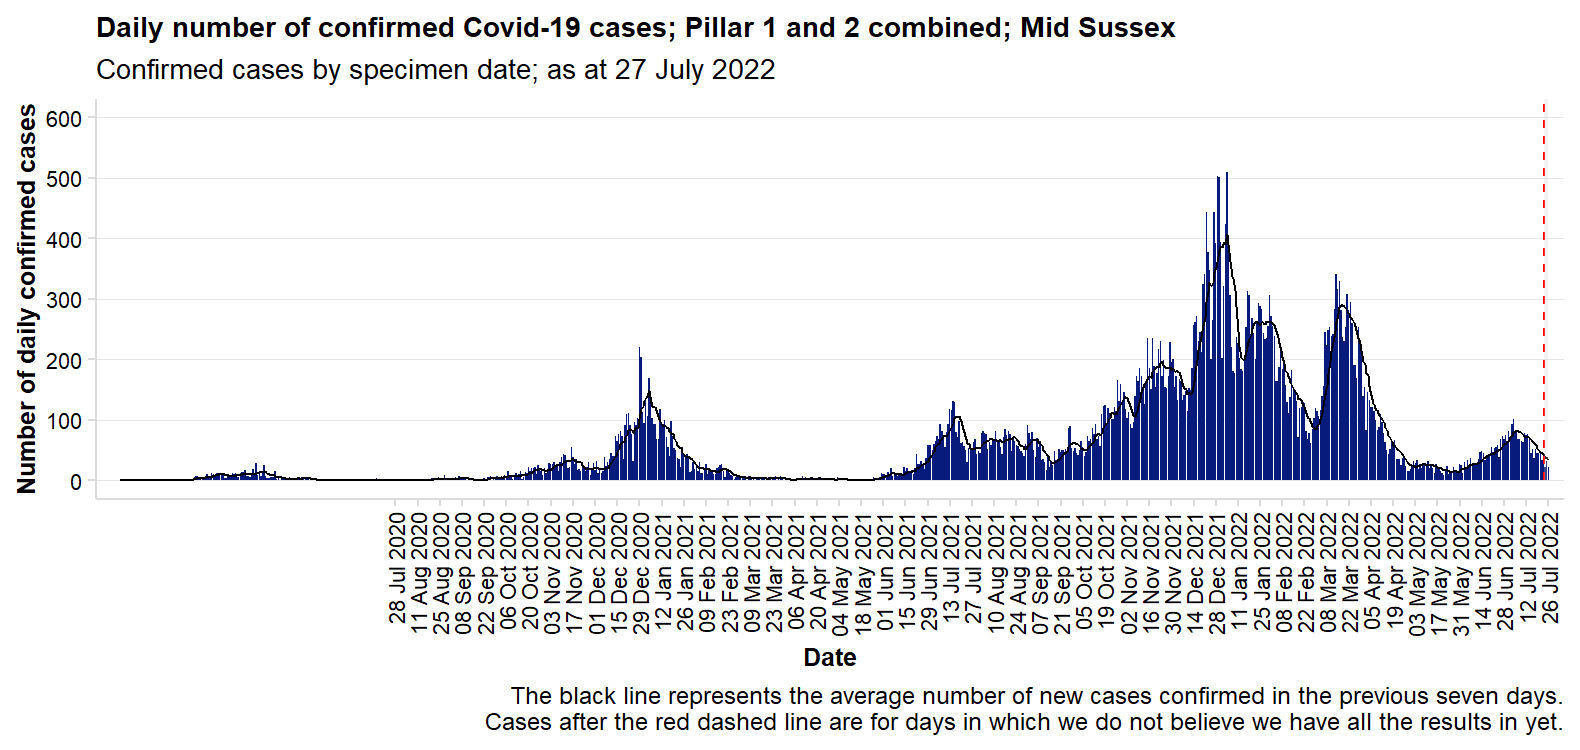 Daily number of confirmed Covid-19 cases; Pillar 1 and 2 combined; Mid Sussex
Confirmed cases by specimen date; as at 27 July 2022
Number of daily confirmed cases
600
500
400
300
200
100
0
28 Jul 2020
11 Aug 2020
25 Aug 2020
08 Sep 2020
22 Sep 2020
06 Oct 2020
20 Oct 2020
03 Nov 2020
17 Nov 2020
01 Dec 2020
15 Dec 2020
29 Dec 2020
12 Jan 2021
26 Jan 2021
09 Feb 2021
23 Feb 2021
09 Mar 2021
23 Mar 2021
06 Apr 2021
20 Apr 2021
04 May 2021
18 May 2021
01 Jun 2021
15 Jun 2021
29 Jun 2021
13 Jul 2021
27 Jul 2021
10 Aug 2021
24 Aug 2021
07 Sep 2021
21 Sep 2021
05 Oct 2021
19 Oct 2021
02 Nov 2021
16 Nov 2021
30 Nov 2021
14 Dec 2021
28 Dec 2021
11 Jan 2022
25 Jan 2022
08 Feb 2022
22 Feb 2022
08 Mar 2022
22 Mar 2022
05 Apr 2022
19 Apr 2022
03 May 2022
17 May 2022
31 May 2022
14 Jun 2022
28 Jun 2022
12 Jul 2022
26 Jul 2022
Date
The black line represents the average number of new cases confirmed in the previous seven days.
Cases after the red dashed line are for days in which we do not believe we have all the results in yet.